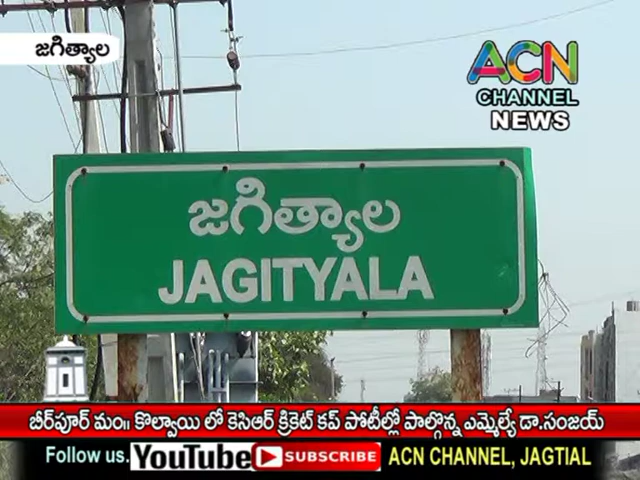 జగిత్యాల
ACN
CHANNEL
NEWS
జగిత్యాల
JAGITYALA
బీర్‌పూర్ మం॥ కొల్వాయి లో కెసిఆర్ క్రికెట్ కప్ పోటీల్లో పాల్గొన్న ఎమ్మెల్యే డా.సంజయ్
Follow us. YouTube SUBSCRIBE ACN CHANNEL, JAGTIAL